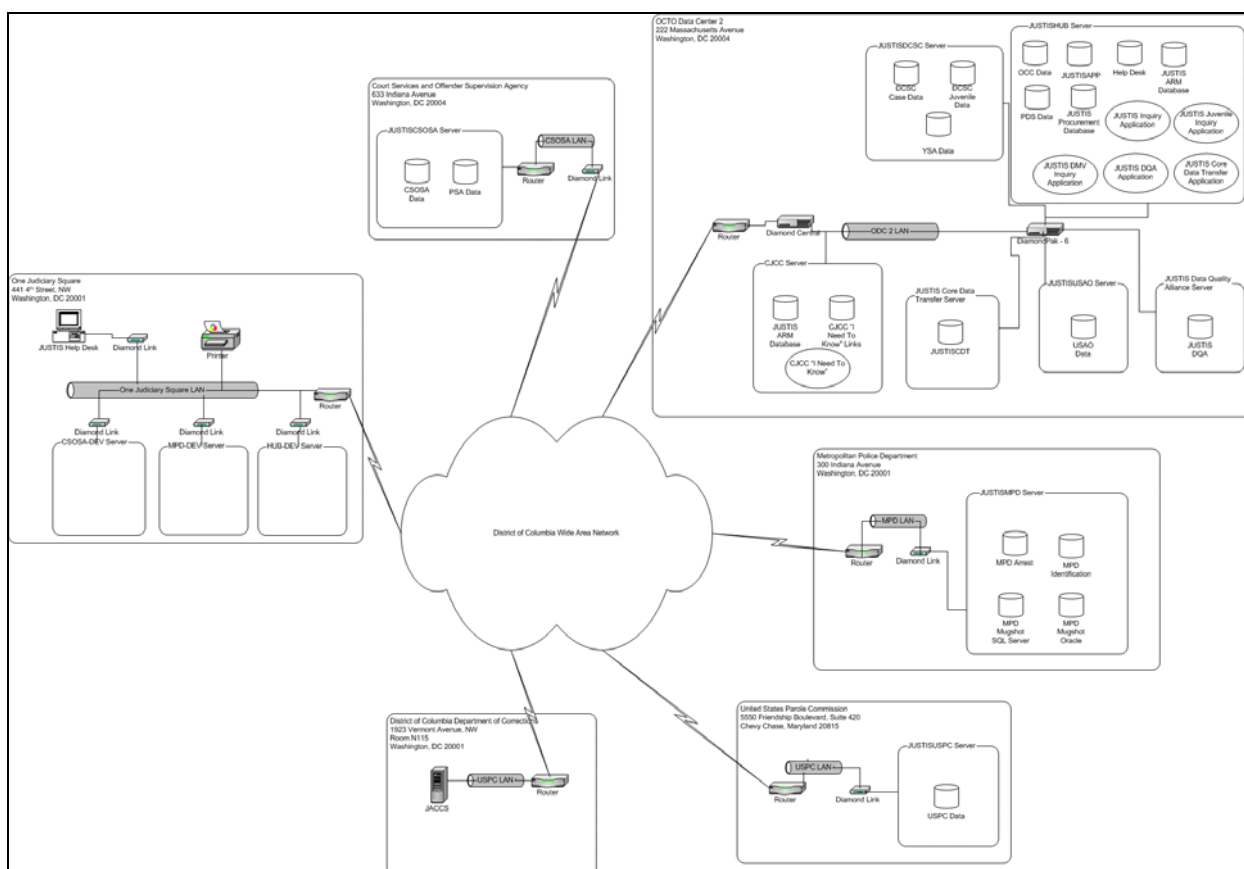 OCTO Data Center 2
222 Massachusetts Avenue
Washington, DC 20004
JUSTISDCSC Server
DCSC
Case Data
DCSC
Juvenile
Data
YSA Data
JUSTISHUB Server
OCC Data
JUSTISAPP
Help Desk
JUSTIS
ARM
Database
PDS Data
JUSTIS
Procurement
Database
JUSTIS Inquiry
Application
JUSTIS Juvenile
Inquiry
Application
JUSTIS DMV
Inquiry
Application
JUSTIS DQA
Application
JUSTIS Core
Data Transfer
Application
Router
Diamond Central
ODC 2 LAN
DiamondPak - 6
CJCC Server
JUSTIS
ARM
Database
CJCC "I
Need To
Know" Links
CJCC "I Need To
Know"
JUSTIS Core Data
Transfer Server
JUSTISCDT
JUSTISUSAO Server
USAO
Data
JUSTIS Data Quality
Alliance Server
JUSTIS
DQA
Court Services and Offender Supervision Agency
633 Indiana Avenue
Washington, DC 20004
JUSTISCSOSA Server
CSOSA
Data
PSA Data
CSOSA LAN
Router
Diamond Link
One Judiciary Square
441 4th Street, NW
Washington, DC 20001
JUSTIS Help Desk
Diamond Link
Printer
One Judiciary Square LAN
Router
Diamond Link
Diamond Link
Diamond Link
CSOSA-DEV Server
MPD-DEV Server
HUB-DEV Server
District of Columbia Wide Area Network
Metropolitan Police Department
300 Indiana Avenue
Washington, DC 20001
JUSTISMPD Server
MPD LAN
Router
Diamond Link
MPD Arrest
MPD
Identification
MPD
Mugshot
SQL Server
MPD
Mugshot
Oracle
District of Columbia Department of Corrections
1923 Vermont Avenue, NW
Room N115
Washington, DC 20001
JACCS
USPC LAN
Router
United States Parole Commission
5550 Friendship Boulevard, Suite 420
Chevy Chase, Maryland 20815
JUSTISUSPC Server
USPC LAN
Router
Diamond Link
USPC Data